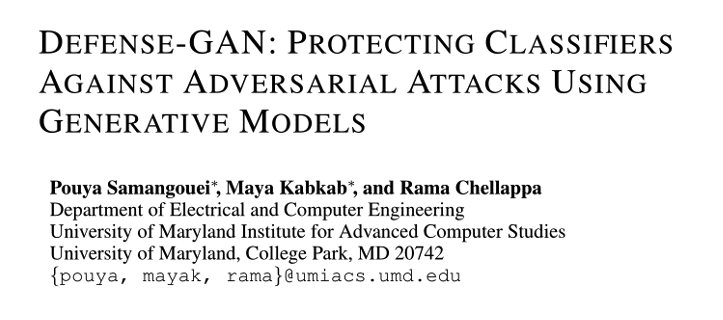 DEFENSE-GAN: PROTECTING CLASSIFIERS
AGAINST ADVERSARIAL ATTACKS USING
GENERATIVE MODELS
Pouya Samangouei*, Maya Kabkab*, and Rama Chellappa
Department of Electrical and Computer Engineering
University of Maryland Institute for Advanced Computer Studies
University of Maryland, College Park, MD 20742
{pouya, mayak, rama}@umiacs.umd.edu